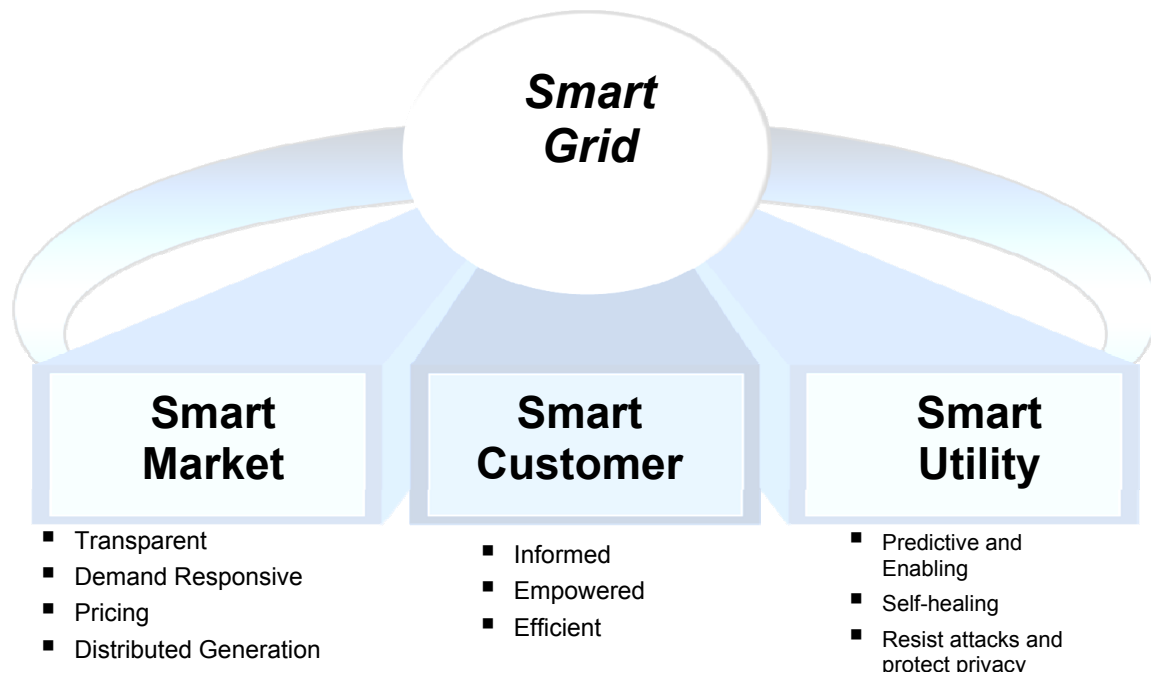 Smart
Grid
Smart
Market
Smart
Customer
Smart
Utility
▪ Transparent
▪ Demand Responsive
▪ Pricing
▪ Distributed Generation
▪ Informed
▪ Empowered
▪ Efficient
▪ Predictive and
Enabling
▪ Self-healing
▪ Resist attacks and
protect privacy